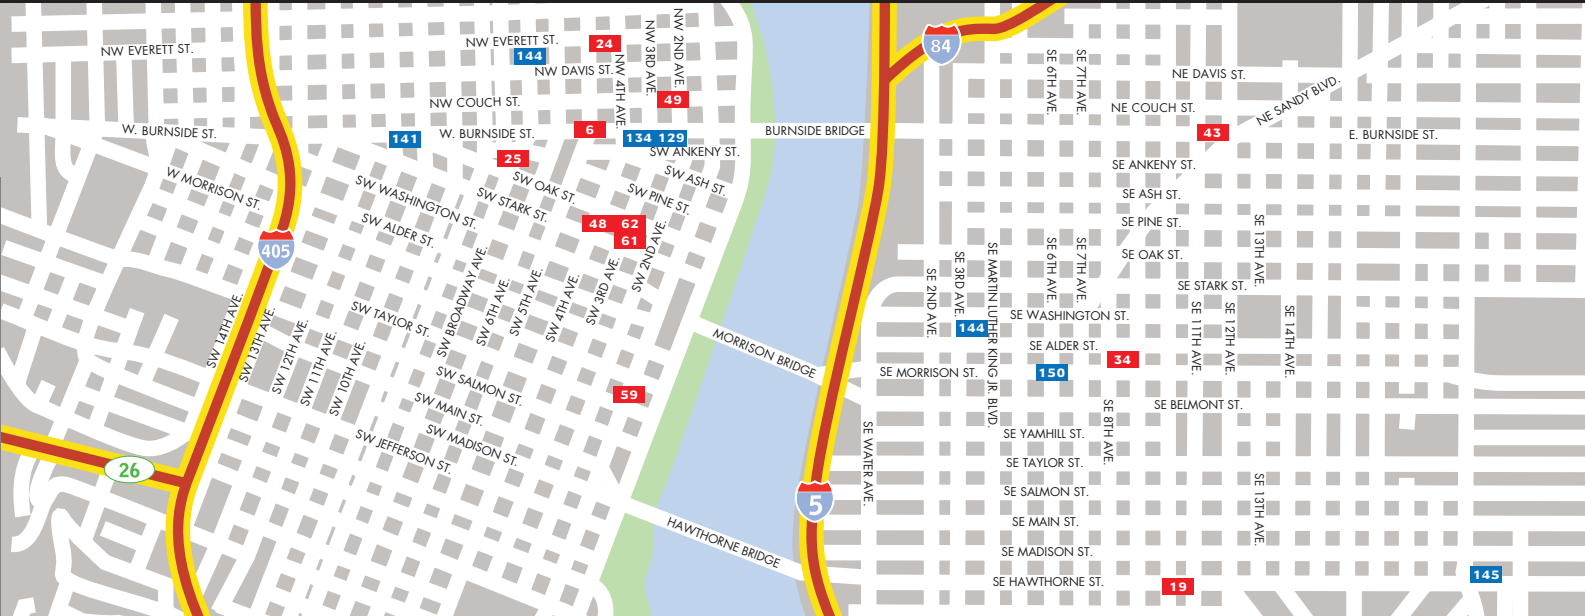 NW EVERETT ST.
NW EVERETT ST.
144
24
NW DAVIS ST.
NW 4TH AVE.
NW 3RD AVE.
NW 2ND AVE.
NW COUCH ST.
49
W. BURNSIDE ST.
141
W. BURNSIDE ST.
6
134 129
BURNSIDE BRIDGE
25
SW ANKENY ST.
SW ASH ST.
W MORRISON ST.
SW WASHINGTON ST.
SW OAK ST.
SW STARK ST.
SW PINE ST.
SW ALDER ST.
48 62
61
405
SW 14TH AVE.
SW 13TH AVE.
SW 12TH AVE.
SW 11TH AVE.
SW 10TH AVE.
SW TAYLOR ST.
SW BROADWAY AVE.
SW 6TH AVE.
SW 5TH AVE.
SW 4TH AVE.
SW 3RD AVE.
SW 2ND AVE.
MORRISON BRIDGE
SW SALMON ST.
SW MAIN ST.
SW MADISON ST.
SW JEFFERSON ST.
59
26
HAWTHORNE BRIDGE
5
84
SE 6TH AVE.
SE 7TH AVE.
NE DAVIS ST.
NE SANDY BLVD.
NE COUCH ST.
43
E. BURNSIDE ST.
SE ANKENY ST.
SE ASH ST.
SE PINE ST.
SE OAK ST.
SE 13TH AVE.
SE STARK ST.
SE 2ND AVE.
SE 3RD AVE.
SE MARTIN LUTHER KING JR. BLVD.
SE 6TH AVE.
SE 7TH AVE.
SE WASHINGTON ST.
144
SE ALDER ST.
34
SE 11TH AVE.
SE 12TH AVE.
SE 14TH AVE.
SE MORRISON ST.
150
SE BELMONT ST.
SE 8TH AVE.
SE WATER AVE.
SE YAMHILL ST.
SE TAYLOR ST.
SE SALMON ST.
SE 13TH AVE.
SE MAIN ST.
SE MADISON ST.
SE HAWTHORNE ST.
19
145